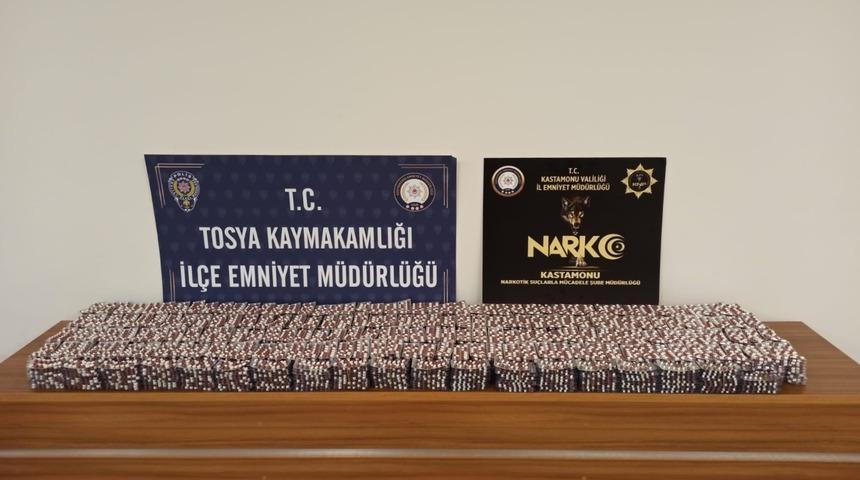 POLİS
T.C.
TOSYA KAYMAKAMLIĞI
İLÇE EMNİYET MÜDÜRLÜĞÜ
T.C.
KASTAMONU VALİLİĞİ
İL EMNİYET MÜDÜRLÜĞÜ
NARKO
KASTAMONU
NARKOTİK SUÇLARLA MÜCADELE ŞUBE MÜDÜRLÜĞÜ